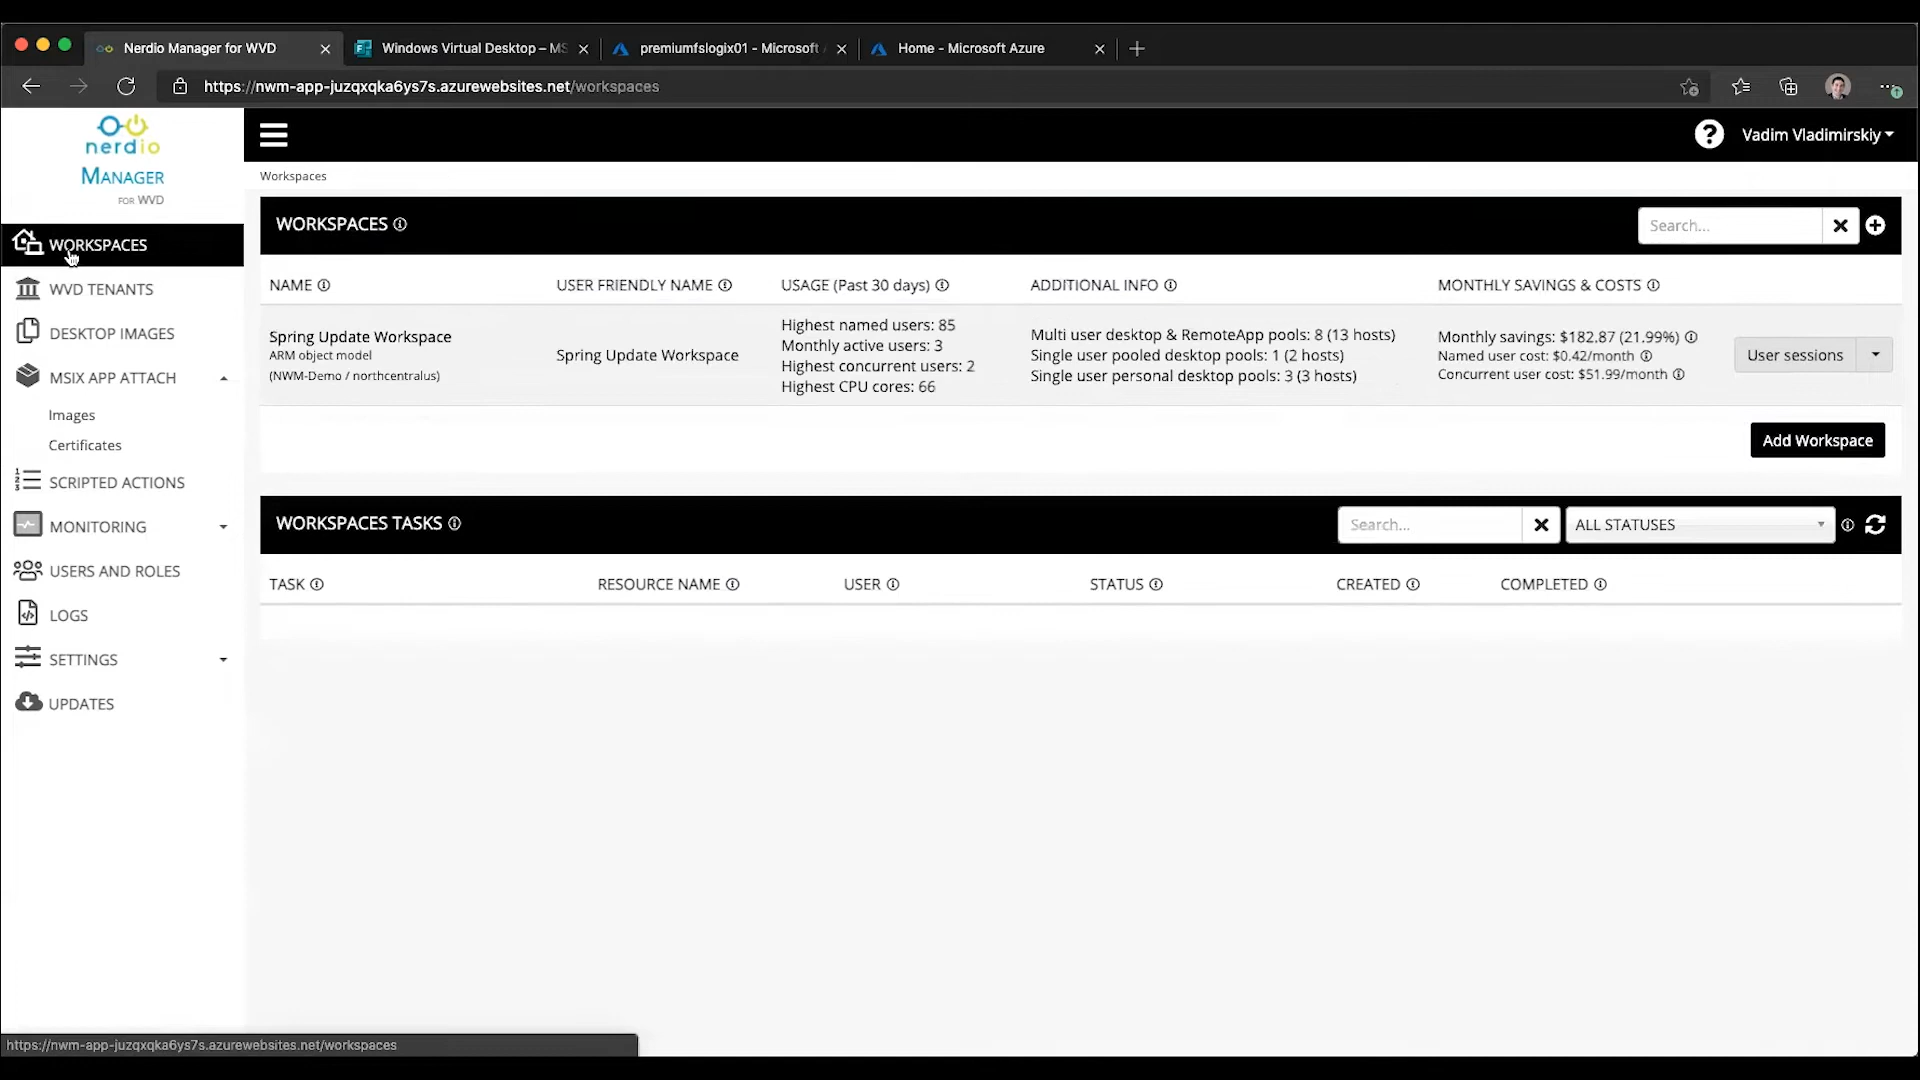 Nerdio Manager for WVD
Windows Virtual Desktop – MS
premiumfslogix01 - Microsoft
Home - Microsoft Azure
https://nwm-app-juzqxqka6ys7s.azurewebsites.net/workspaces
nerdio
MANAGER
FOR WVD
Vadim Vladimirskiy
Workspaces
WORKSPACES
WVD TENANTS
DESKTOP IMAGES
MSIX APP ATTACH
Images
Certificates
SCRIPTED ACTIONS
MONITORING
USERS AND ROLES
LOGS
SETTINGS
UPDATES
WORKSPACES
Search...
NAME
USER FRIENDLY NAME
USAGE (Past 30 days)
ADDITIONAL INFO
MONTHLY SAVINGS & COSTS
Spring Update Workspace
ARM object model
(NWM-Demo / northcentralus)
Spring Update Workspace
Highest named users: 85
Monthly active users: 3
Highest concurrent users: 2
Highest CPU cores: 66
Multi user desktop & RemoteApp pools: 8 (13 hosts)
Single user pooled desktop pools: 1 (2 hosts)
Single user personal desktop pools: 3 (3 hosts)
Monthly savings: $182.87 (21.99%)
Named user cost: $0.42/month
Concurrent user cost: $51.99/month
User sessions
Add Workspace
WORKSPACES TASKS
Search...
ALL STATUSES
TASK
RESOURCE NAME
USER
STATUS
CREATED
COMPLETED
https://nwm-app-juzqxqka6ys7s.azurewebsites.net/workspaces